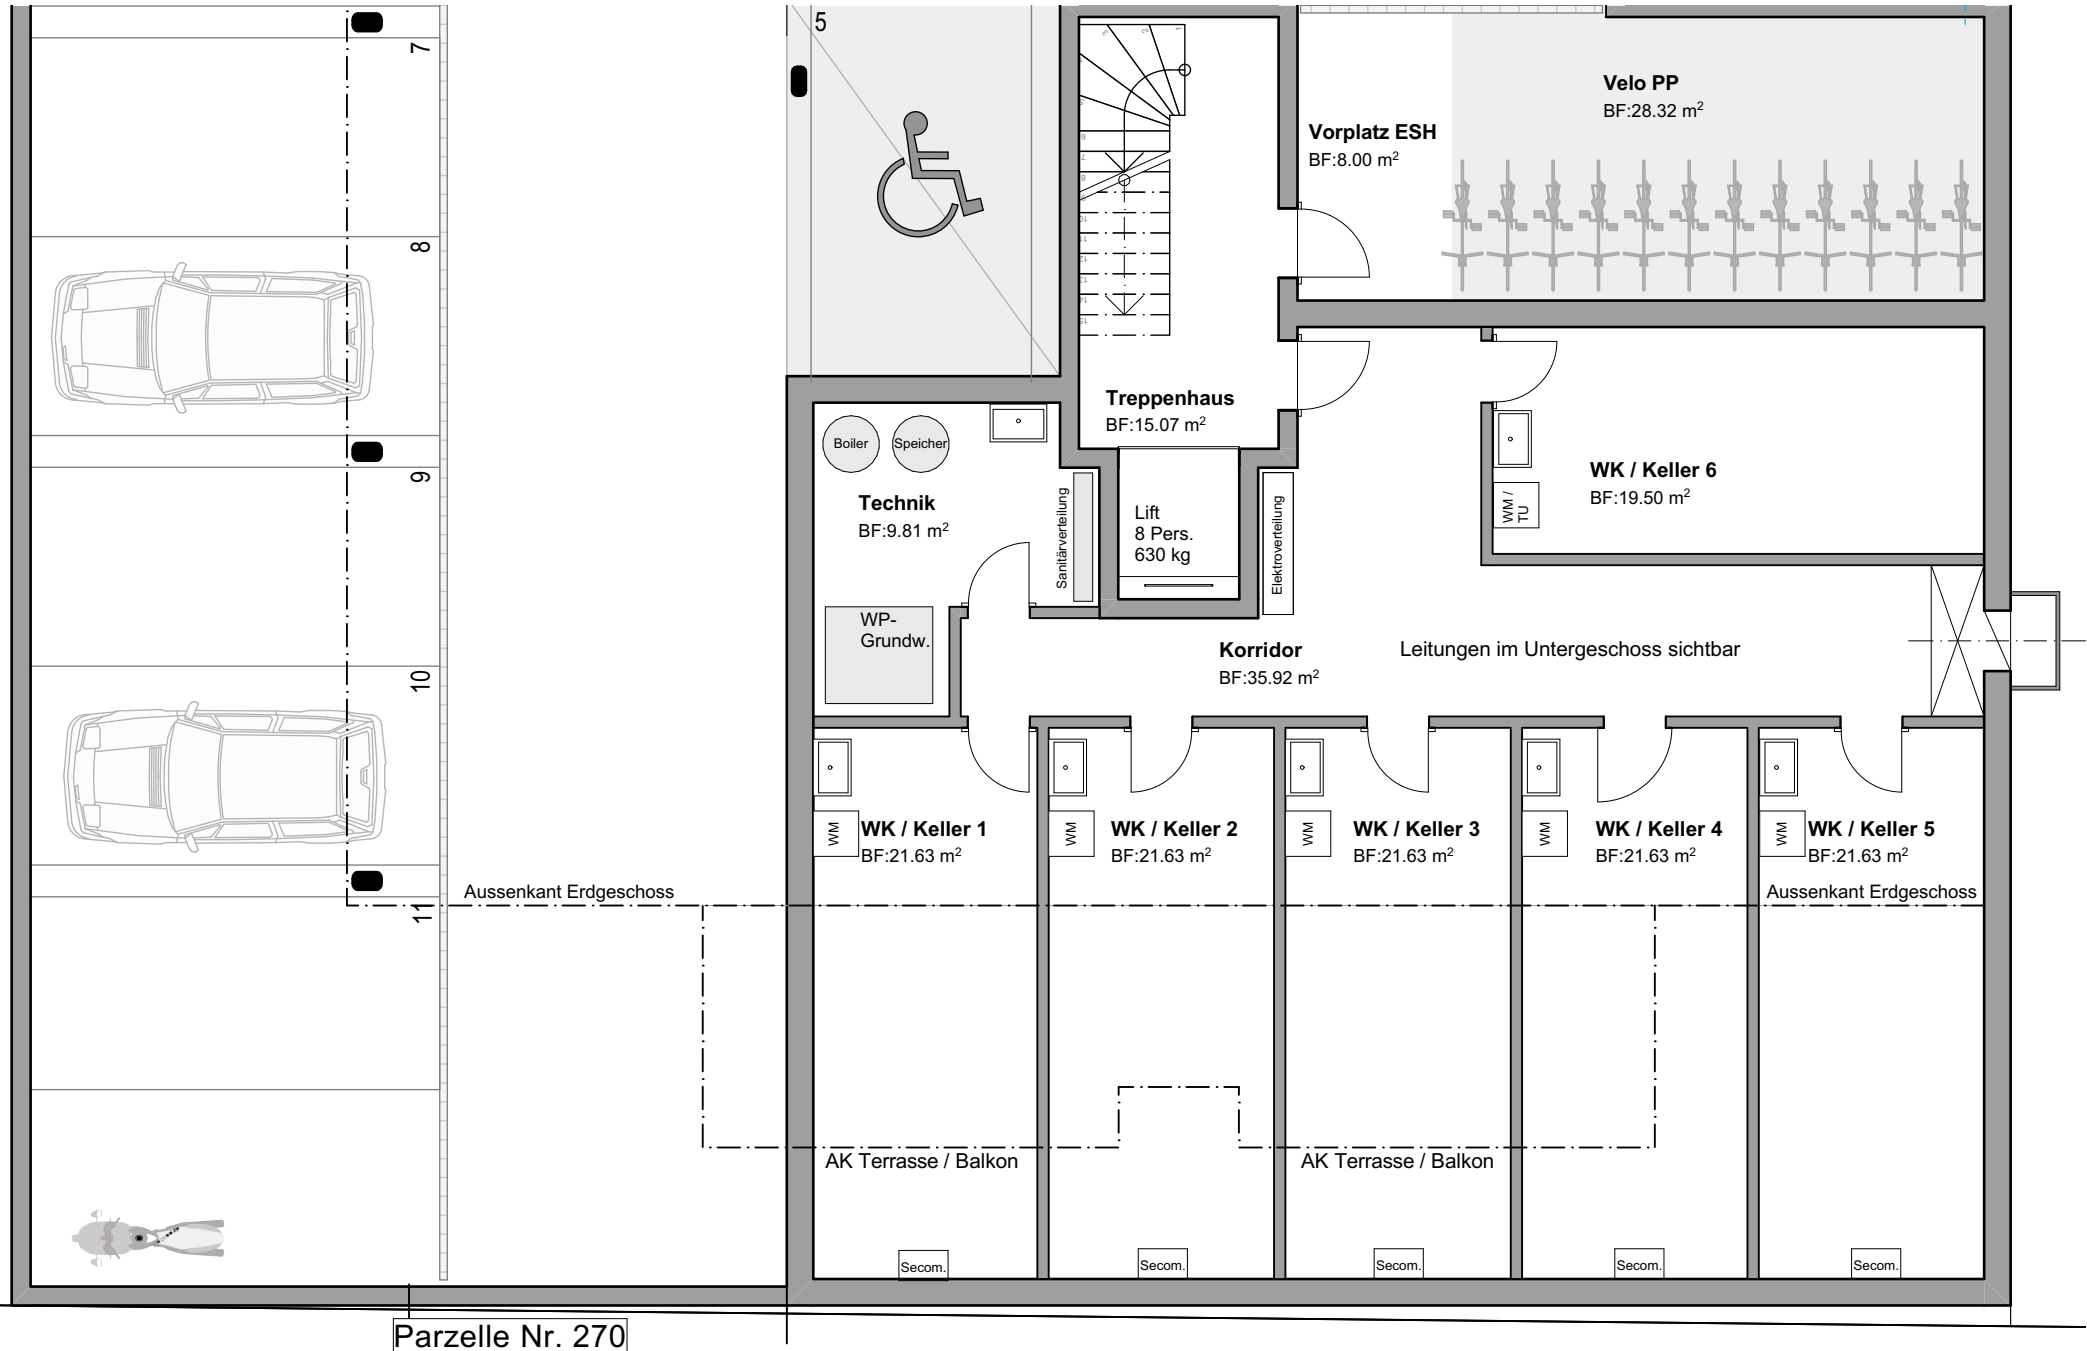 7
5
Velo PP
BF:28.32 m²
Vorplatz ESH
BF:8.00 m²
8
Treppenhaus
BF:15.07 m²
Boiler
Speicher
9
Technik
BF:9.81 m²
Sanitärverteilung
Lift
8 Pers.
630 kg
Elektroverteilung
WK / Keller 6
BF:19.50 m²
WM /
TU
WP-
Grundw.
Korridor
BF:35.92 m²
Leitungen im Untergeschoss sichtbar
10
WM
WK / Keller 1
BF:21.63 m²
WM
WK / Keller 2
BF:21.63 m²
WM
WK / Keller 3
BF:21.63 m²
WM
WK / Keller 4
BF:21.63 m²
WM
WK / Keller 5
BF:21.63 m²
Aussenkant Erdgeschoss
Aussenkant Erdgeschoss
11
AK Terrasse / Balkon
AK Terrasse / Balkon
Secom.
Secom.
Secom.
Secom.
Secom.
Parzelle Nr. 270